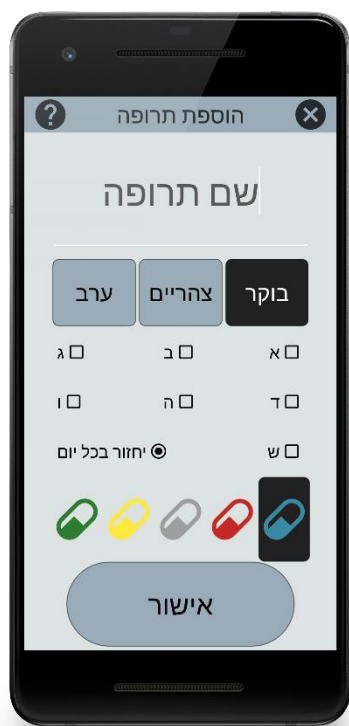 הוספת תרופה ?
שם תרופה
בוקר צהריים ערב
א ב ג
ד ה ו
ש יחזור בכל יום
אישור